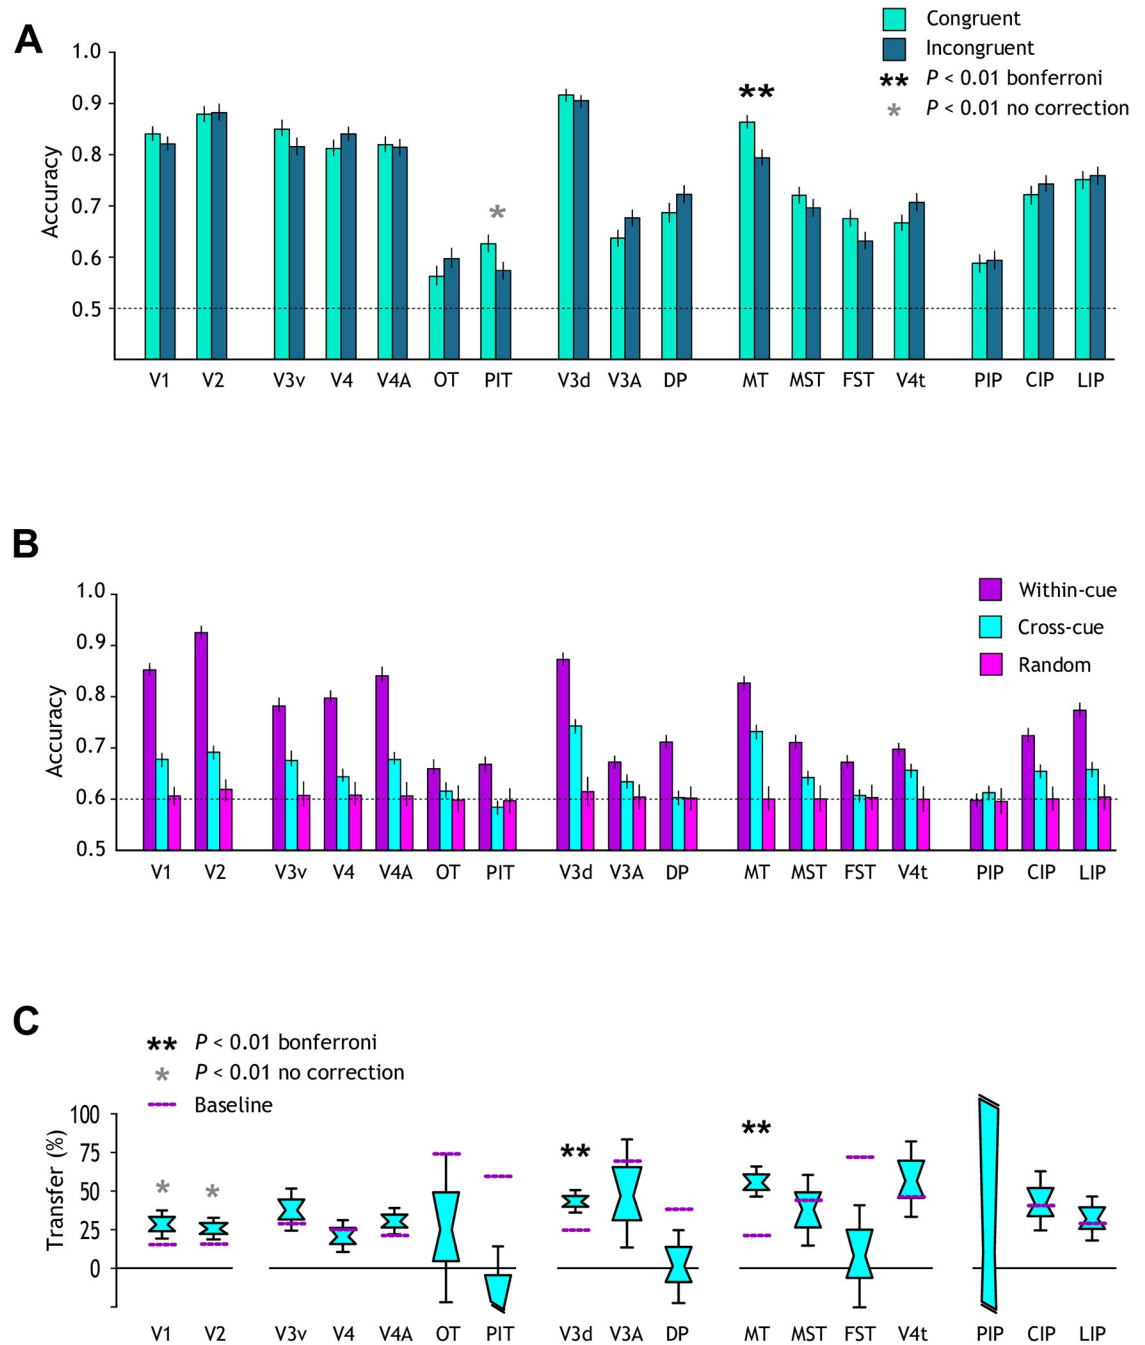 A
Congruent
Incongruent
** P < 0.01 bonferroni
* P < 0.01 no correction
Accuracy
1.0
0.9
0.8
0.7
0.6
0.5
**
*
V1 V2 V3v V4 V4A OT PIT V3d V3A DP MT MST FST V4t PIP CIP LIP
B
Within-cue
Cross-cue
Random
Accuracy
1.0
0.9
0.8
0.7
0.6
0.5
V1 V2 V3v V4 V4A OT PIT V3d V3A DP MT MST FST V4t PIP CIP LIP
C
** P < 0.01 bonferroni
* P < 0.01 no correction
Baseline
Transfer (%)
100
75
50
25
0
* * ** **
V1 V2 V3v V4 V4A OT PIT V3d V3A DP MT MST FST V4t PIP CIP LIP